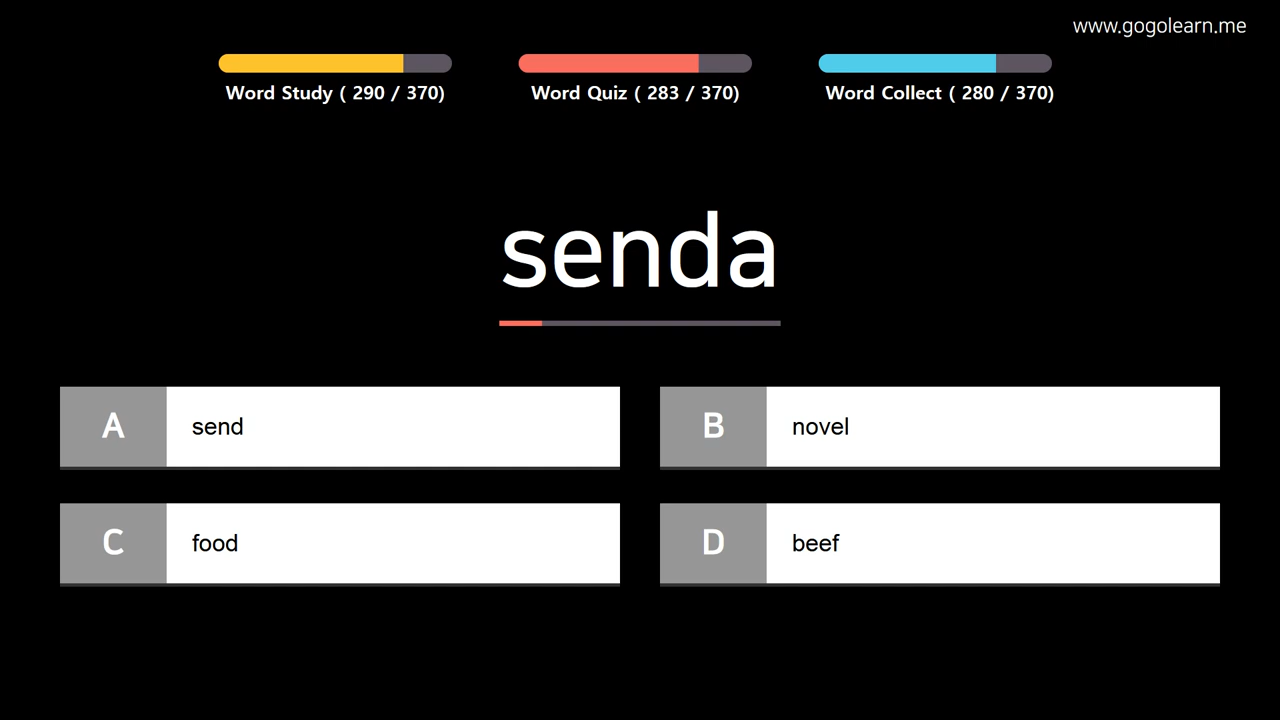 www.gogolearn.me
Word Study ( 290 / 370)
Word Quiz ( 283 / 370)
Word Collect ( 280 / 370)
senda
A send
B novel
C food
D beef